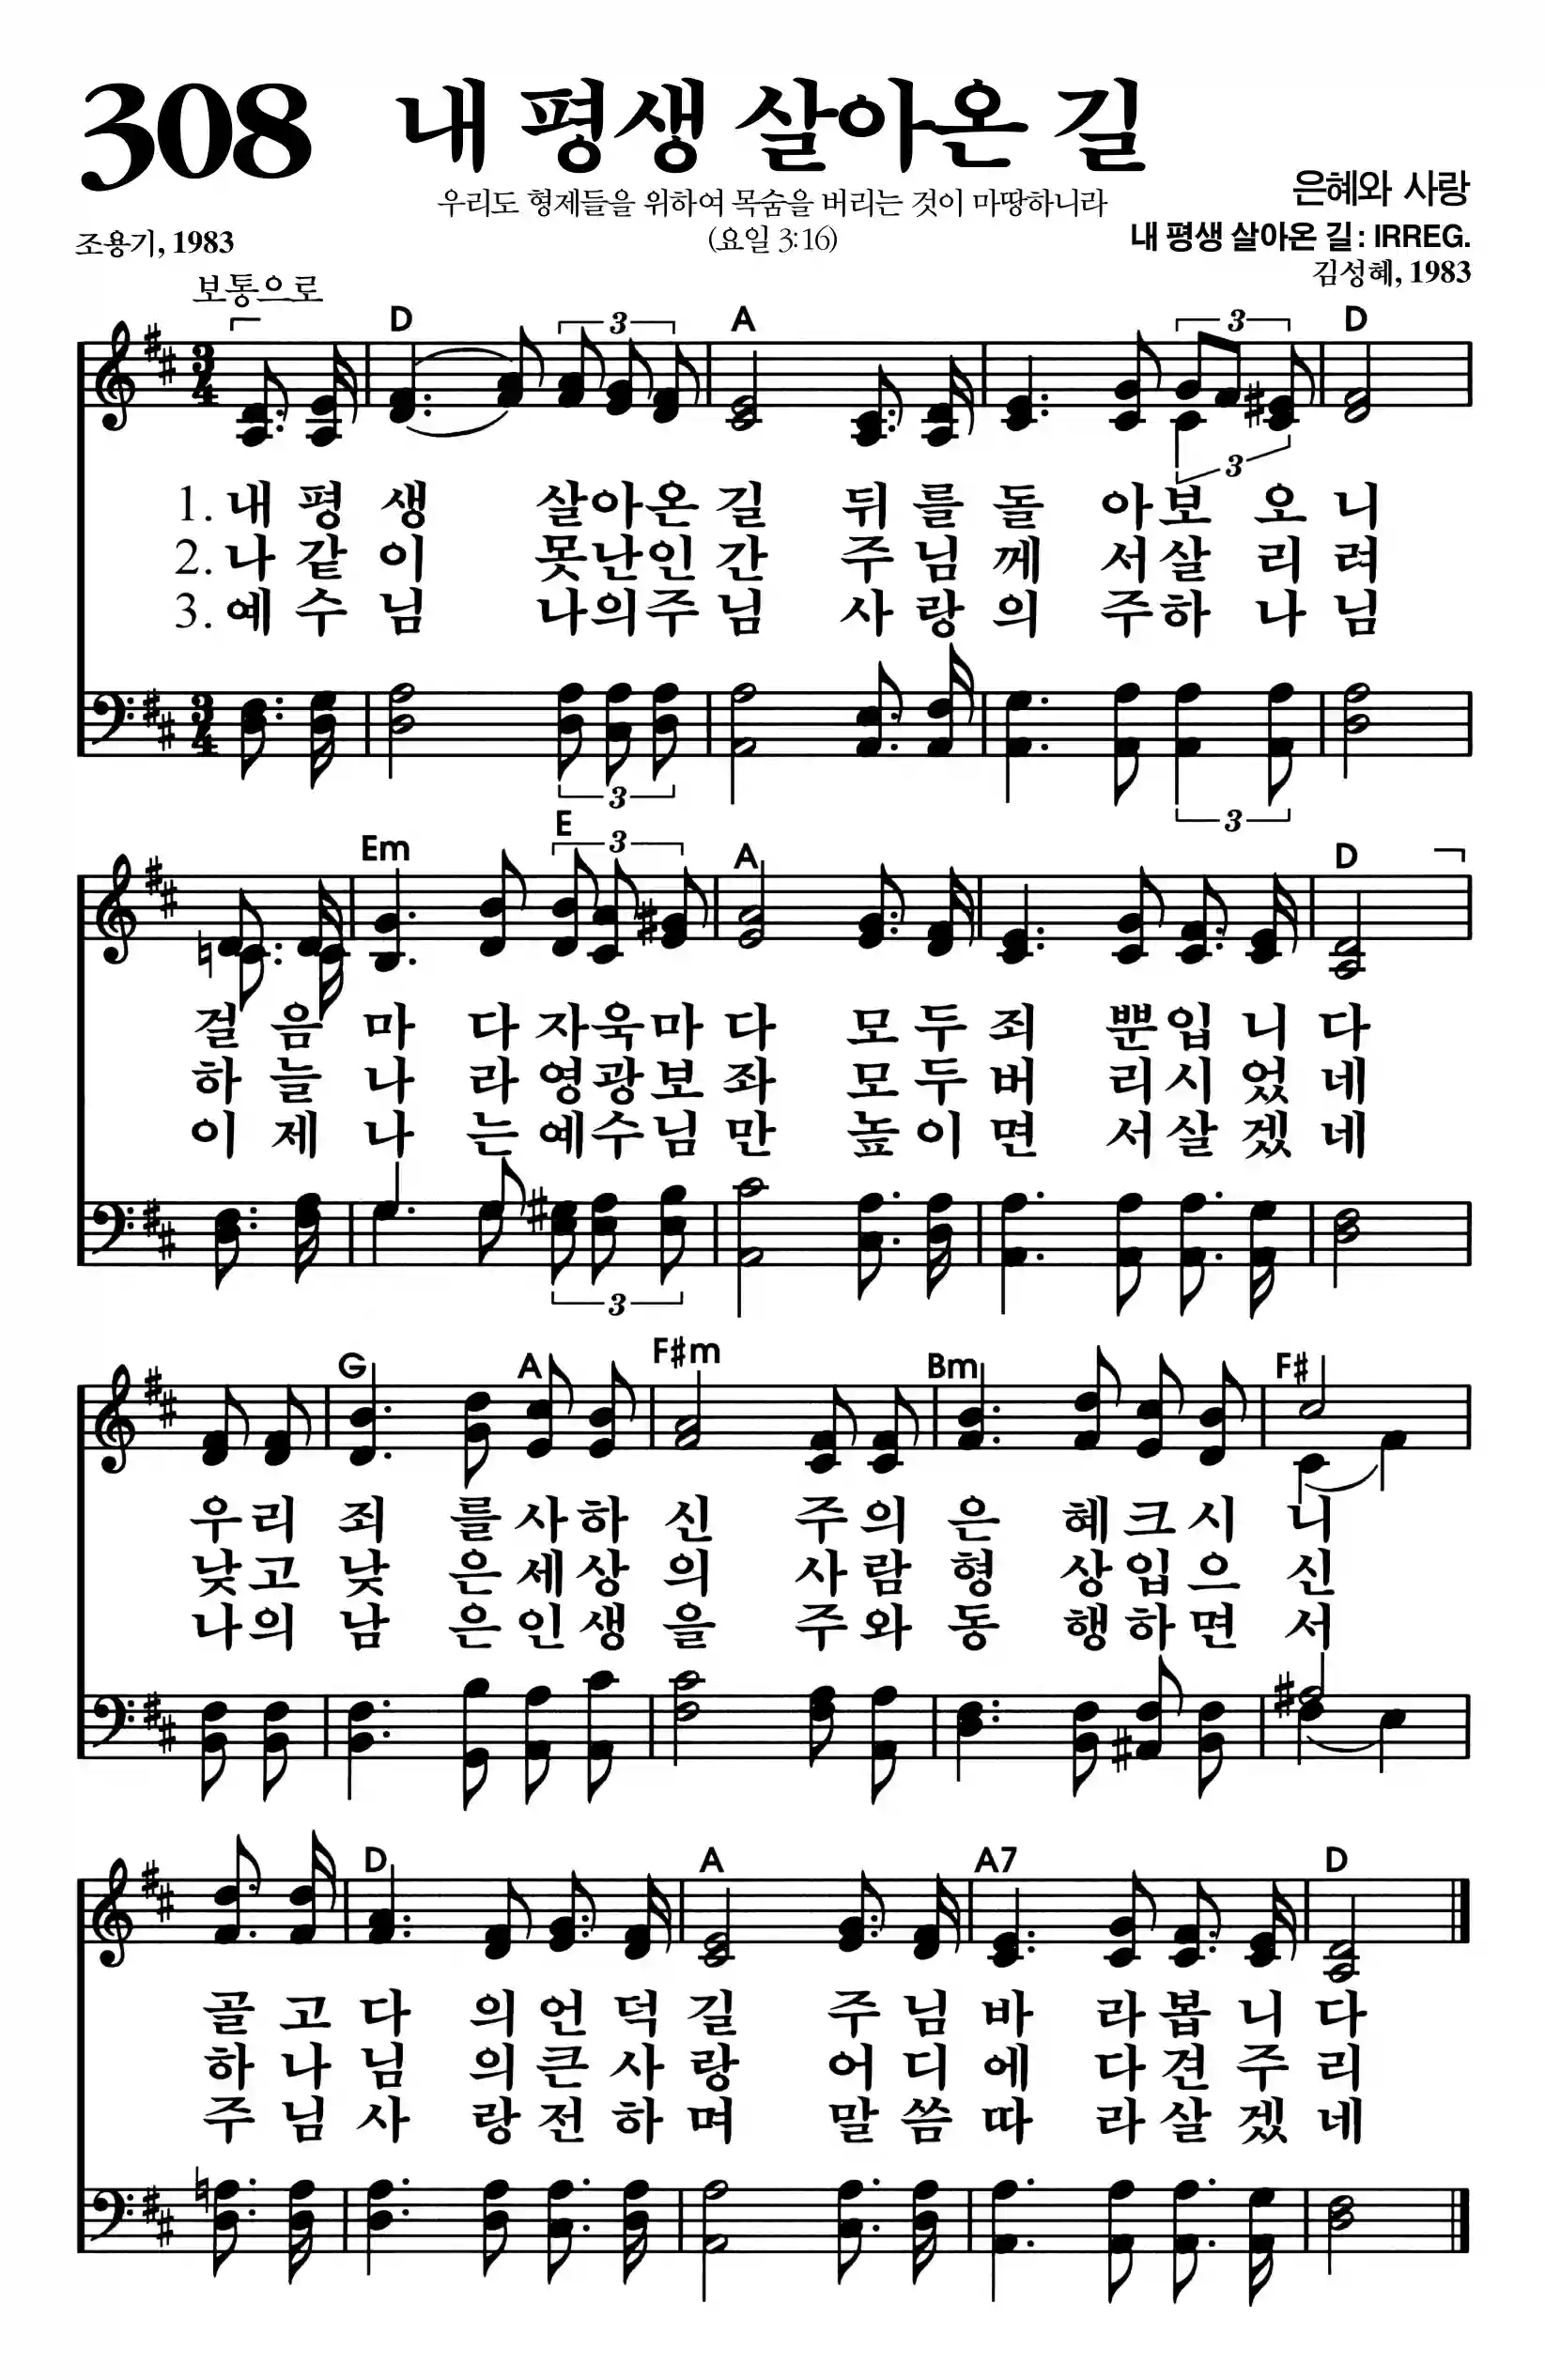 308 내 평생 살아온 길
우리도 형제들을 위하여 목숨을 버리는 것이 마땅하니라
은혜와 사랑
조용기, 1983
(요일 3:16)
내 평생 살아온 길: IRREG.
김성혜, 1983
보통으로
D 3 A 3 D
3 4
3
1. 내 평 생 살아온 길 뒤 를 돌 아보 오 니
2. 나 같 이 못난인 간 주 님 께 서살 리 려
3. 예 수 님 나의주 님 사 랑 의 주하 나 님
3 4
3 3
Em E 3 A D
걸 음 마 다 자욱마 다 모 두 죄 뿐입 니 다
하 늘 나 라 영광보 좌 모 두 버 리시 었 네
이 제 나 는 예수님 만 높 이 면 서살 겠 네
3
G A F#m Bm F#
우리 죄 를사하 신 주의 은 혜크시 니
낮고 낮 은세상 의 사람 형 상입으 신
나의 남 은인생 을 주와 동 행하면 서
D A A7 D
골 고 다 의언 덕 길 주 님 바 라봅 니 다
하 나 님 의큰 사 랑 어 디 에 다견 주 리
주 님 사 랑전 하 며 말 씀 따 라살 겠 네